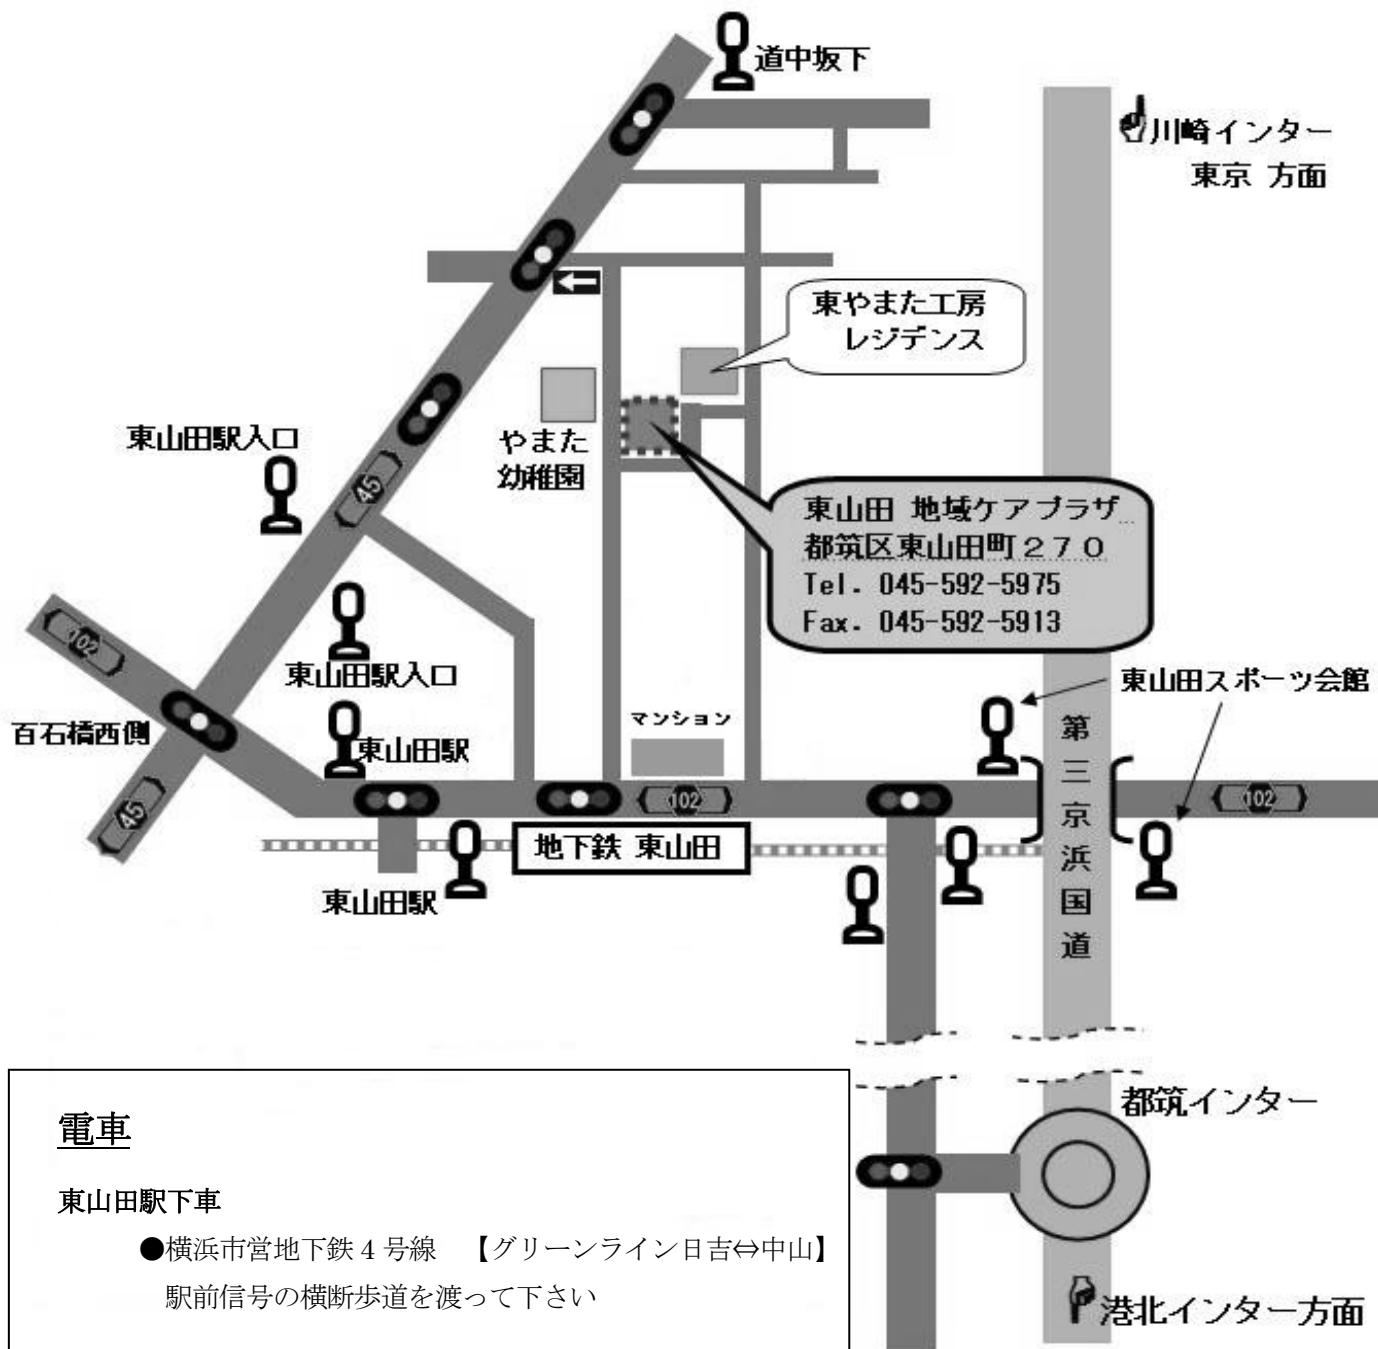 道中坂下
川崎インター
東京 方面
東やまた工房
レジデンス
東山田駅入口
やまた
幼稚園
45
東山田 地域ケアプラザ
都筑区東山田町270
Tel. 045-592-5975
Fax. 045-592-5913
102
東山田駅入口
東山田スポーツ会館
百石橋西側
東山田駅
マンション
第三京浜国道
45
102
102
地下鉄 東山田
東山田駅
都筑インター
港北インター方面
電車
東山田駅下車
●横浜市営地下鉄4号線 【グリーンライン日吉⇔中山】
駅前信号の横断歩道を渡って下さい